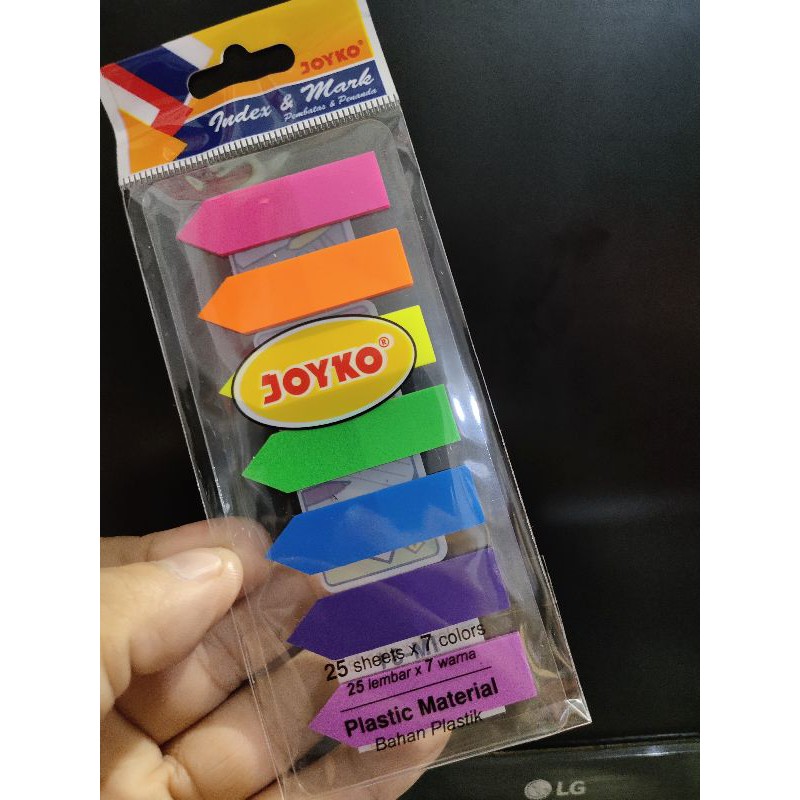 JOYKO®
Index & Mark
Pembatas & Penanda
JOYKO®
25 sheets x 7 colors
25 lembar x 7 warna
Plastic Material
Bahan Plastik
LG